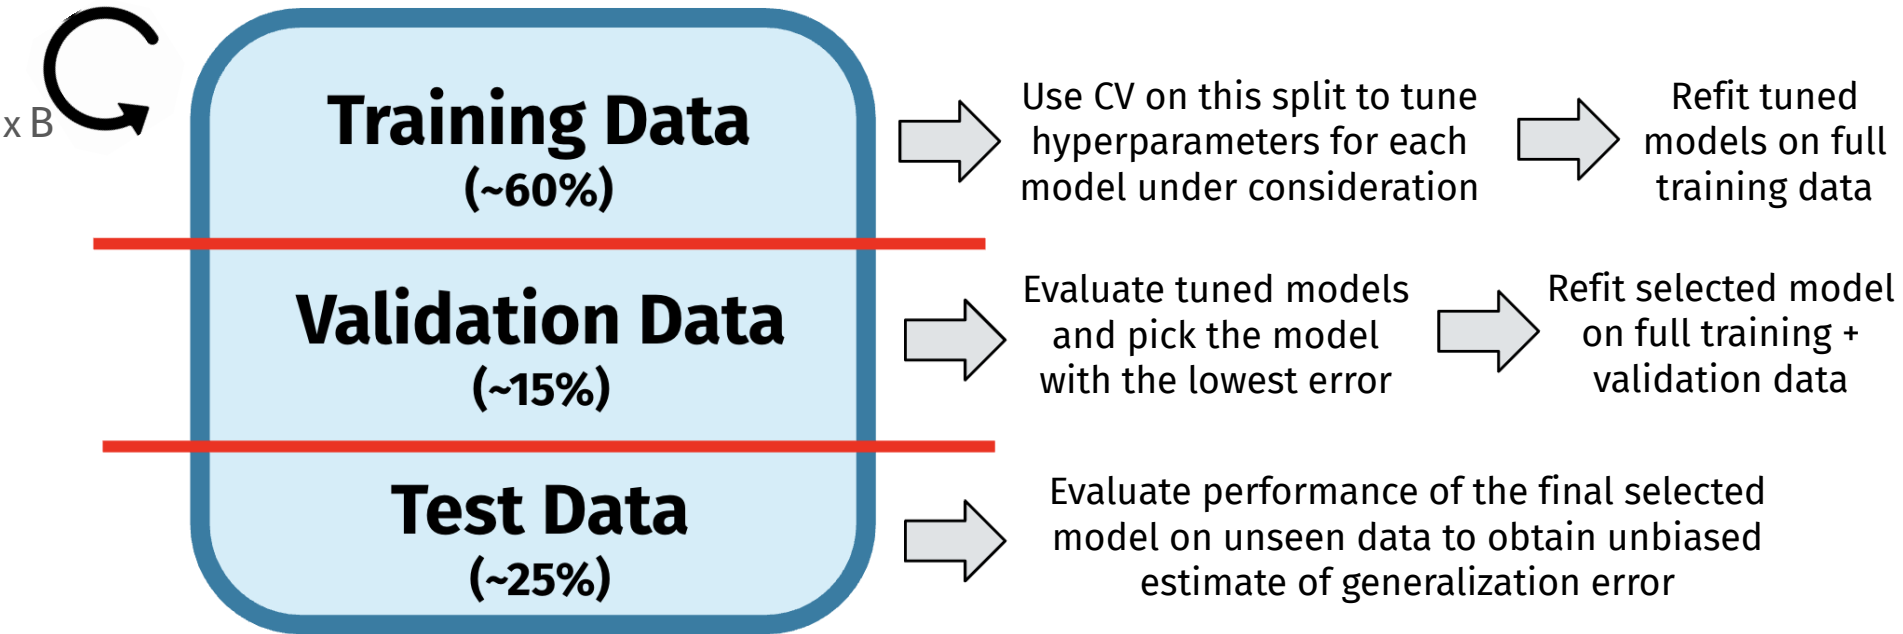 x B
Training Data
(~60%)
Use CV on this split to tune
hyperparameters for each
model under consideration
Refit tuned
models on full
training data
Validation Data
(~15%)
Evaluate tuned models
and pick the model
with the lowest error
Refit selected model
on full training +
validation data
Test Data
(~25%)
Evaluate performance of the final selected
model on unseen data to obtain unbiased
estimate of generalization error